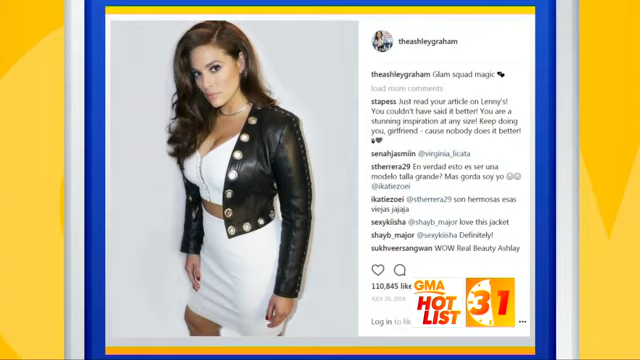 theashleygraham
theashleygraham Glam squad magic
load more comments
stapess Just read your article on Lenny's!
You couldn't have said it better! You are a
stunning inspiration at any size! Keep doing
you, girlfriend - cause nobody does it better!
senahjasmiin @virginia_licata
stherrera29 En verdad esto es ser una
modelo talla grande? Mas gorda soy yo
@ikatiezoei
ikatiezoei @stherrera29 son hermosas esas
viejas jajaja
sexykiisha @shayb_major love this jacket
shayb_major @sexykiisha Definitely!
sukhveersangwan WOW Real Beauty Ashlay
110,845 like
JULY 20, 2016
Log in to lik
GMA
HOT
LIST
31